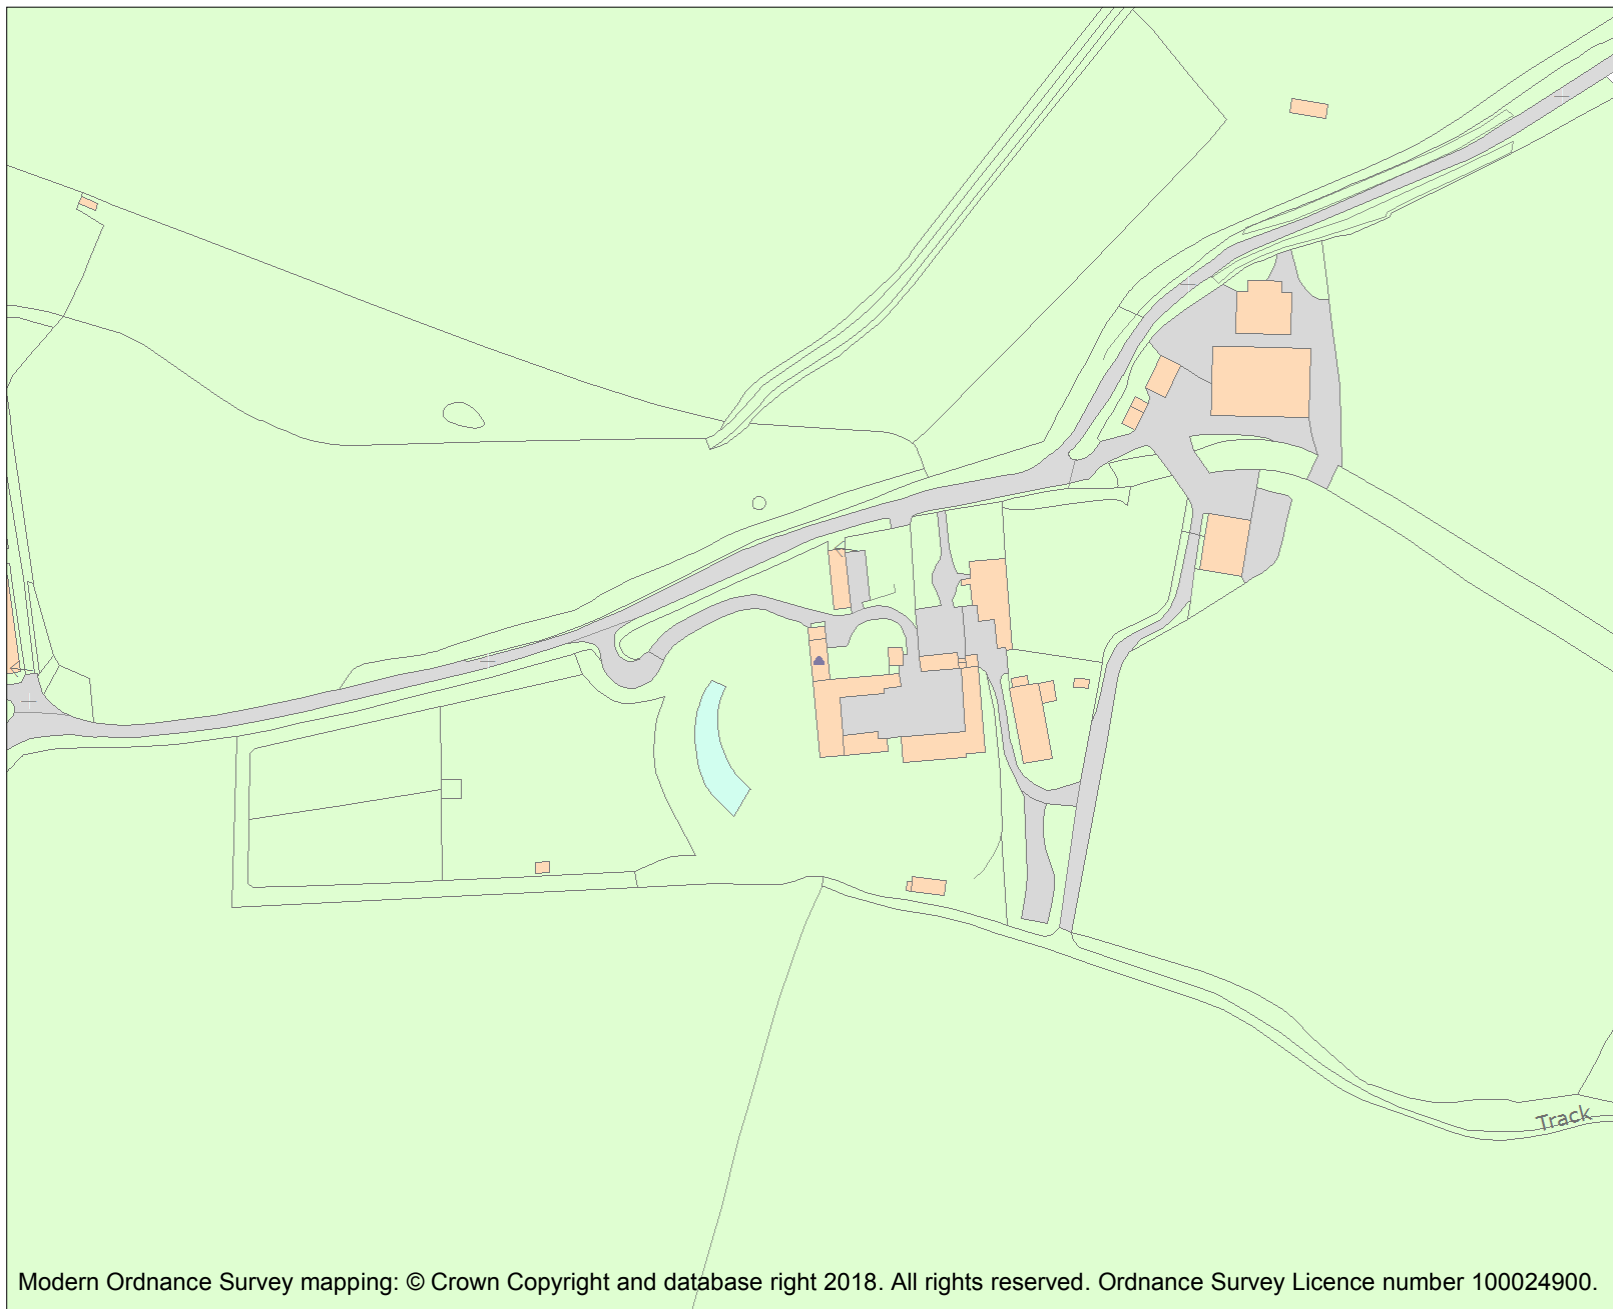 Track
Modern Ordnance Survey mapping: © Crown Copyright and database right 2018. All rights reserved. Ordnance Survey Licence number 100024900.